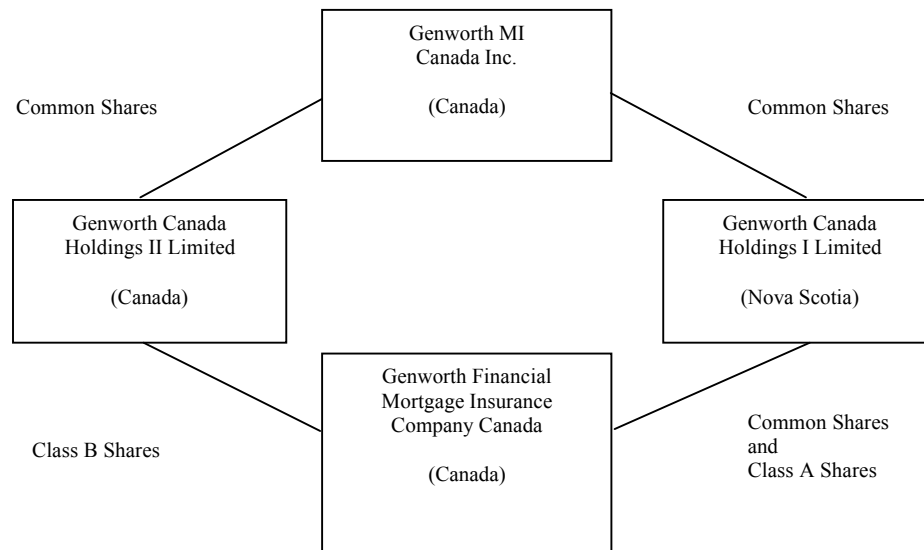 Genworth MI
Canada Inc.
(Canada)
Common Shares
Common Shares
Genworth Canada
Holdings II Limited
(Canada)
Genworth Canada
Holdings I Limited
(Nova Scotia)
Genworth Financial
Mortgage Insurance
Company Canada
(Canada)
Class B Shares
Common Shares
and
Class A Shares